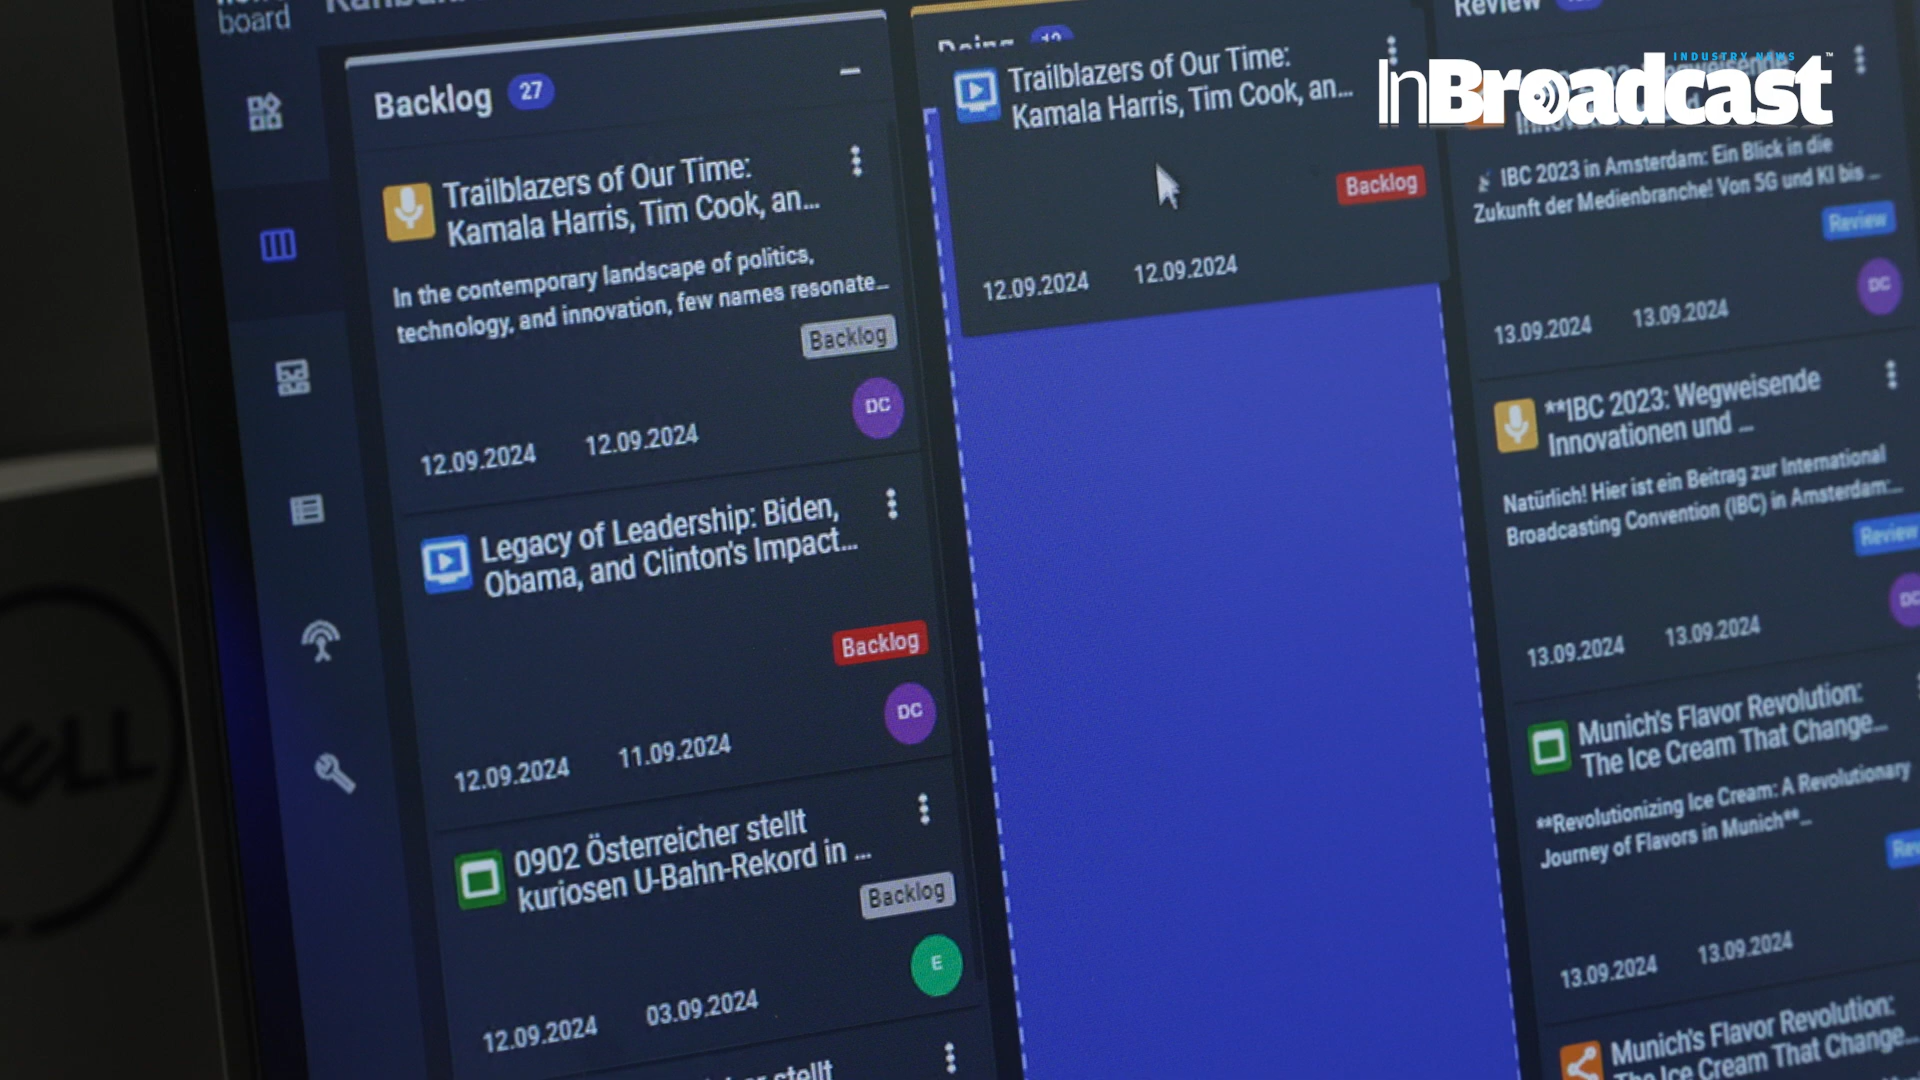 board
Backlog 27
Trailblazers of Our Time:
Kamala Harris, Tim Cook, an...
In the contemporary landscape of politics,
technology, and innovation, few names resonate...
Backlog
DC
12.09.2024 12.09.2024
Legacy of Leadership: Biden,
Obama, and Clinton's Impact...
Backlog
DC
12.09.2024 11.09.2024
0902 Österreicher stellt
kuriosen U-Bahn-Rekord in ...
Backlog
E
12.09.2024 03.09.2024
stellt
Doing
Trailblazers of Our Time:
Kamala Harris, Tim Cook, an...
Backlog
12.09.2024 12.09.2024
Review
INDUSTRY NEWS
InBroadcast™
IBC 2023 in Amsterdam: Ein Blick in die
Zukunft der Medienbranche! Von 5G und KI bis ...
Review
DC
13.09.2024 13.09.2024
**IBC 2023: Wegweisende
Innovationen und ...
Natürlich! Hier ist ein Beitrag zur International
Broadcasting Convention (IBC) in Amsterdam:...
Review
DC
13.09.2024 13.09.2024
Munich's Flavor Revolution:
The Ice Cream That Change...
**Revolutionizing Ice Cream: A Revolutionary
Journey of Flavors in Munich**...
Rev
13.09.2024 13.09.2024
Munich's Flavor Revolution:
The Ice Cream That Change...
DELL